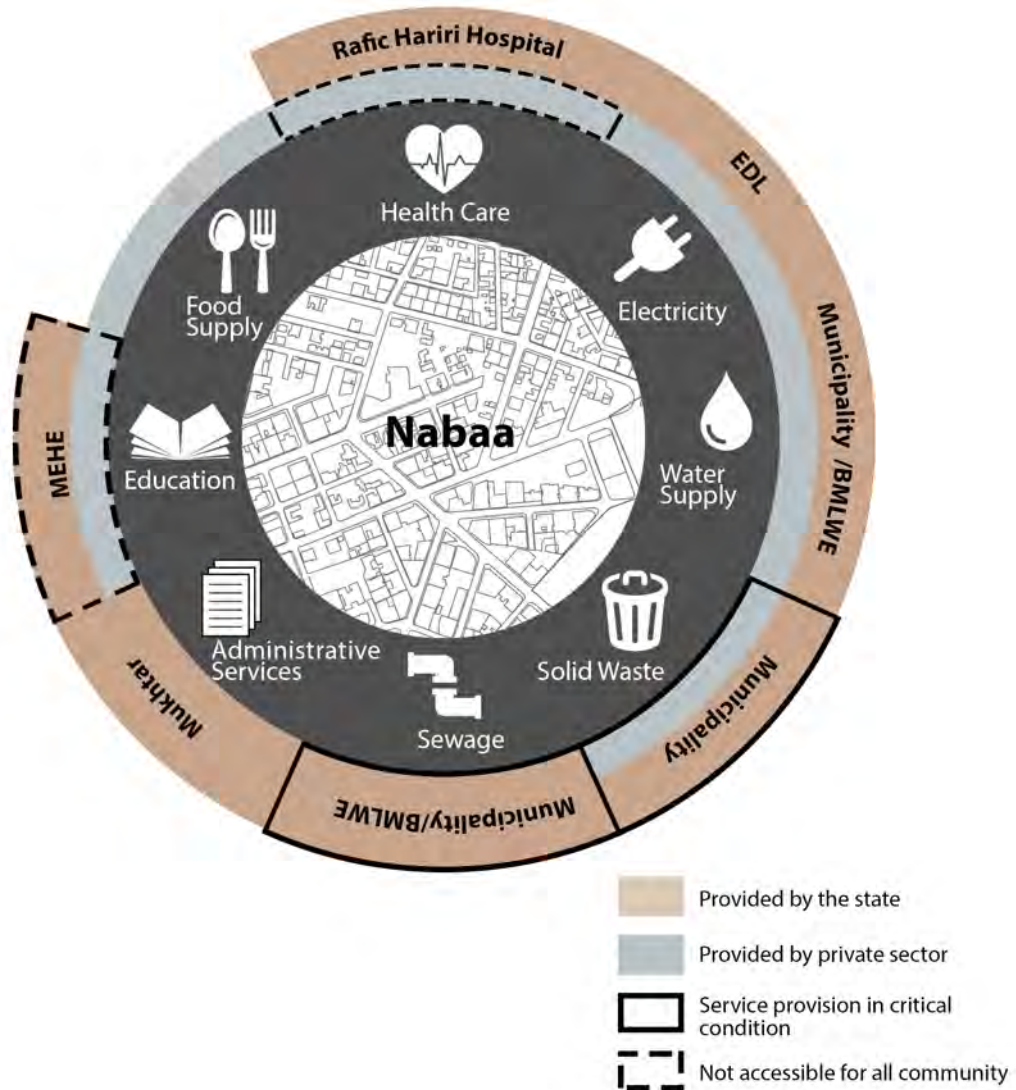 Rafic Hariri Hospital
EDL
Municipality /BMLWE
Municipality
Municipality/BMLWE
Mukhtar
MEHE
Health Care
Electricity
Water
Supply
Solid Waste
Sewage
Administrative
Services
Education
Food
Supply
Nabaa
Provided by the state
Provided by private sector
Service provision in critical
condition
Not accessible for all community